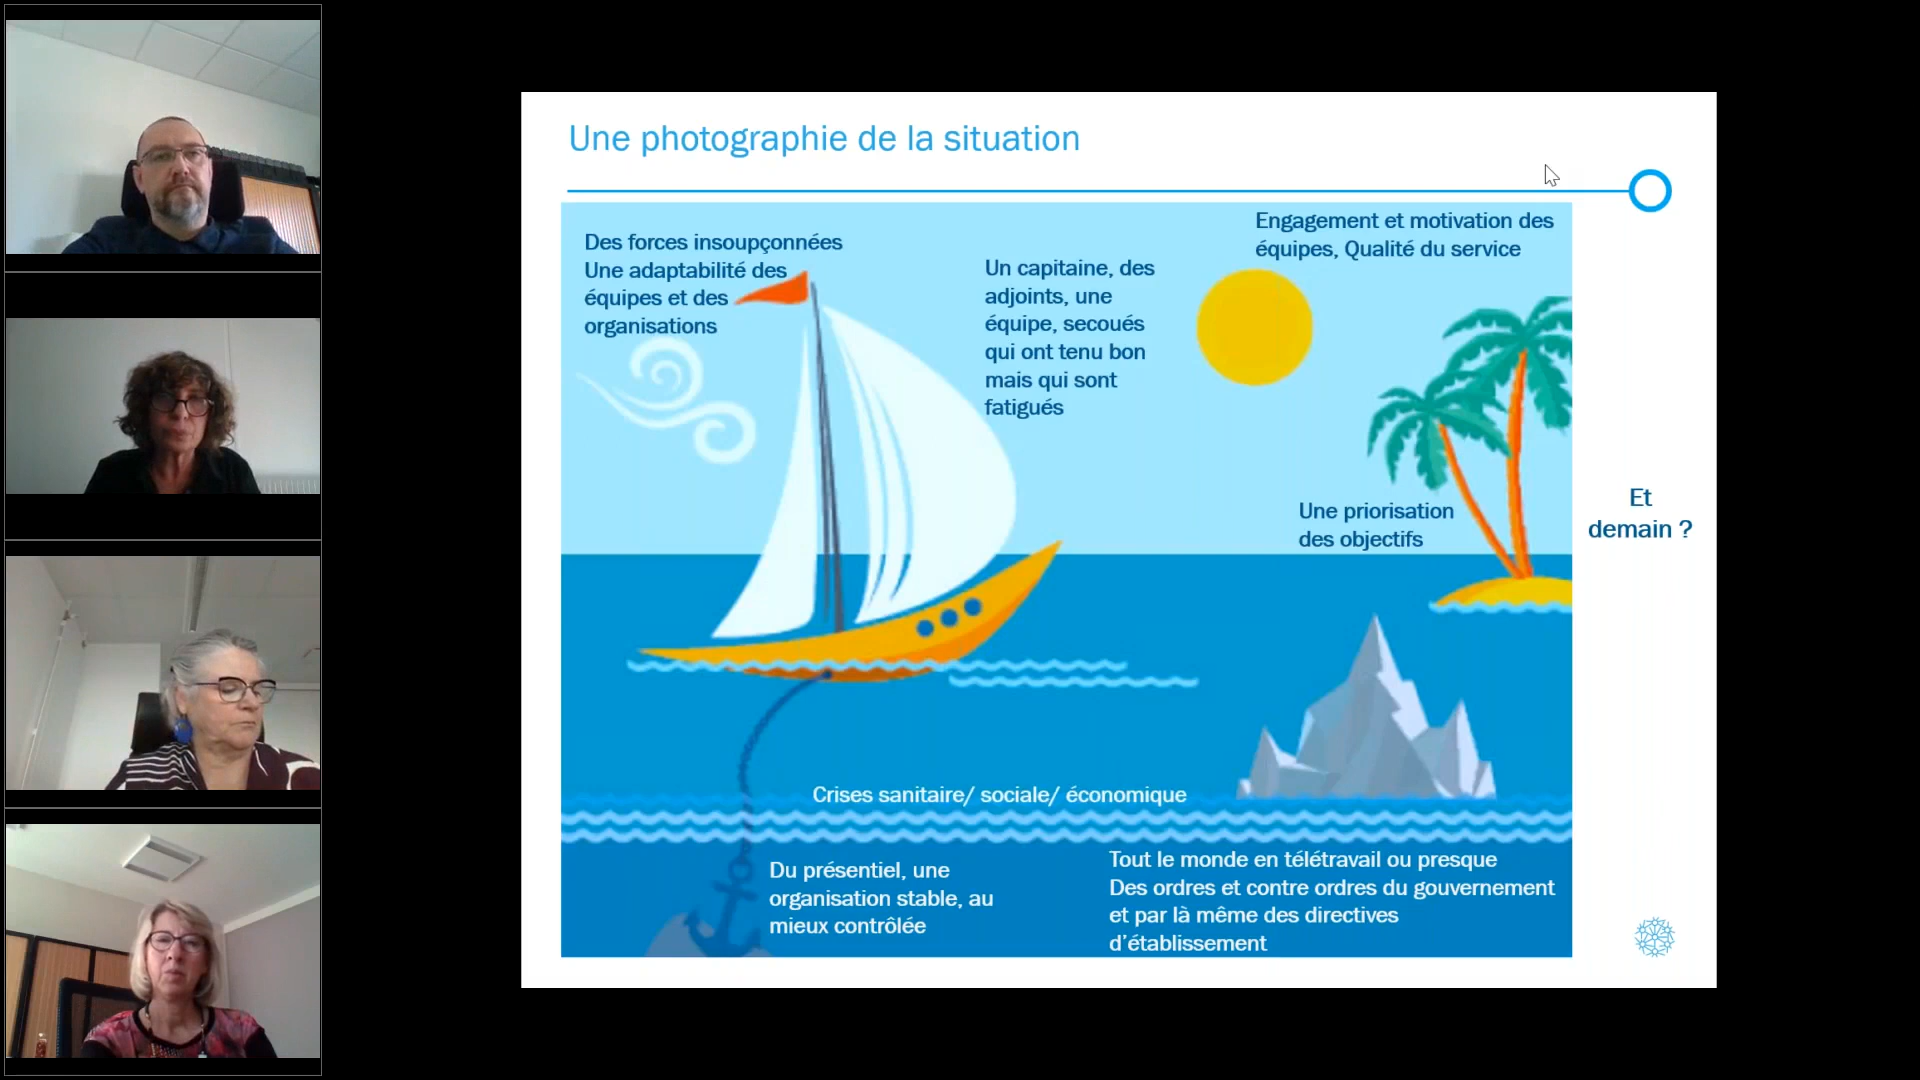 Une photographie de la situation
Des forces insoupçonnées
Une adaptabilité des
équipes et des
organisations
Un capitaine, des
adjoints, une
équipe, secoués
qui ont tenu bon
mais qui sont
fatigués
Engagement et motivation des
équipes, Qualité du service
Une priorisation
des objectifs
Et
demain ?
Crises sanitaire/ sociale/ économique
Du présentiel, une
organisation stable, au
mieux contrôlée
Tout le monde en télétravail ou presque
Des ordres et contre ordres du gouvernement
et par là même des directives
d'établissement